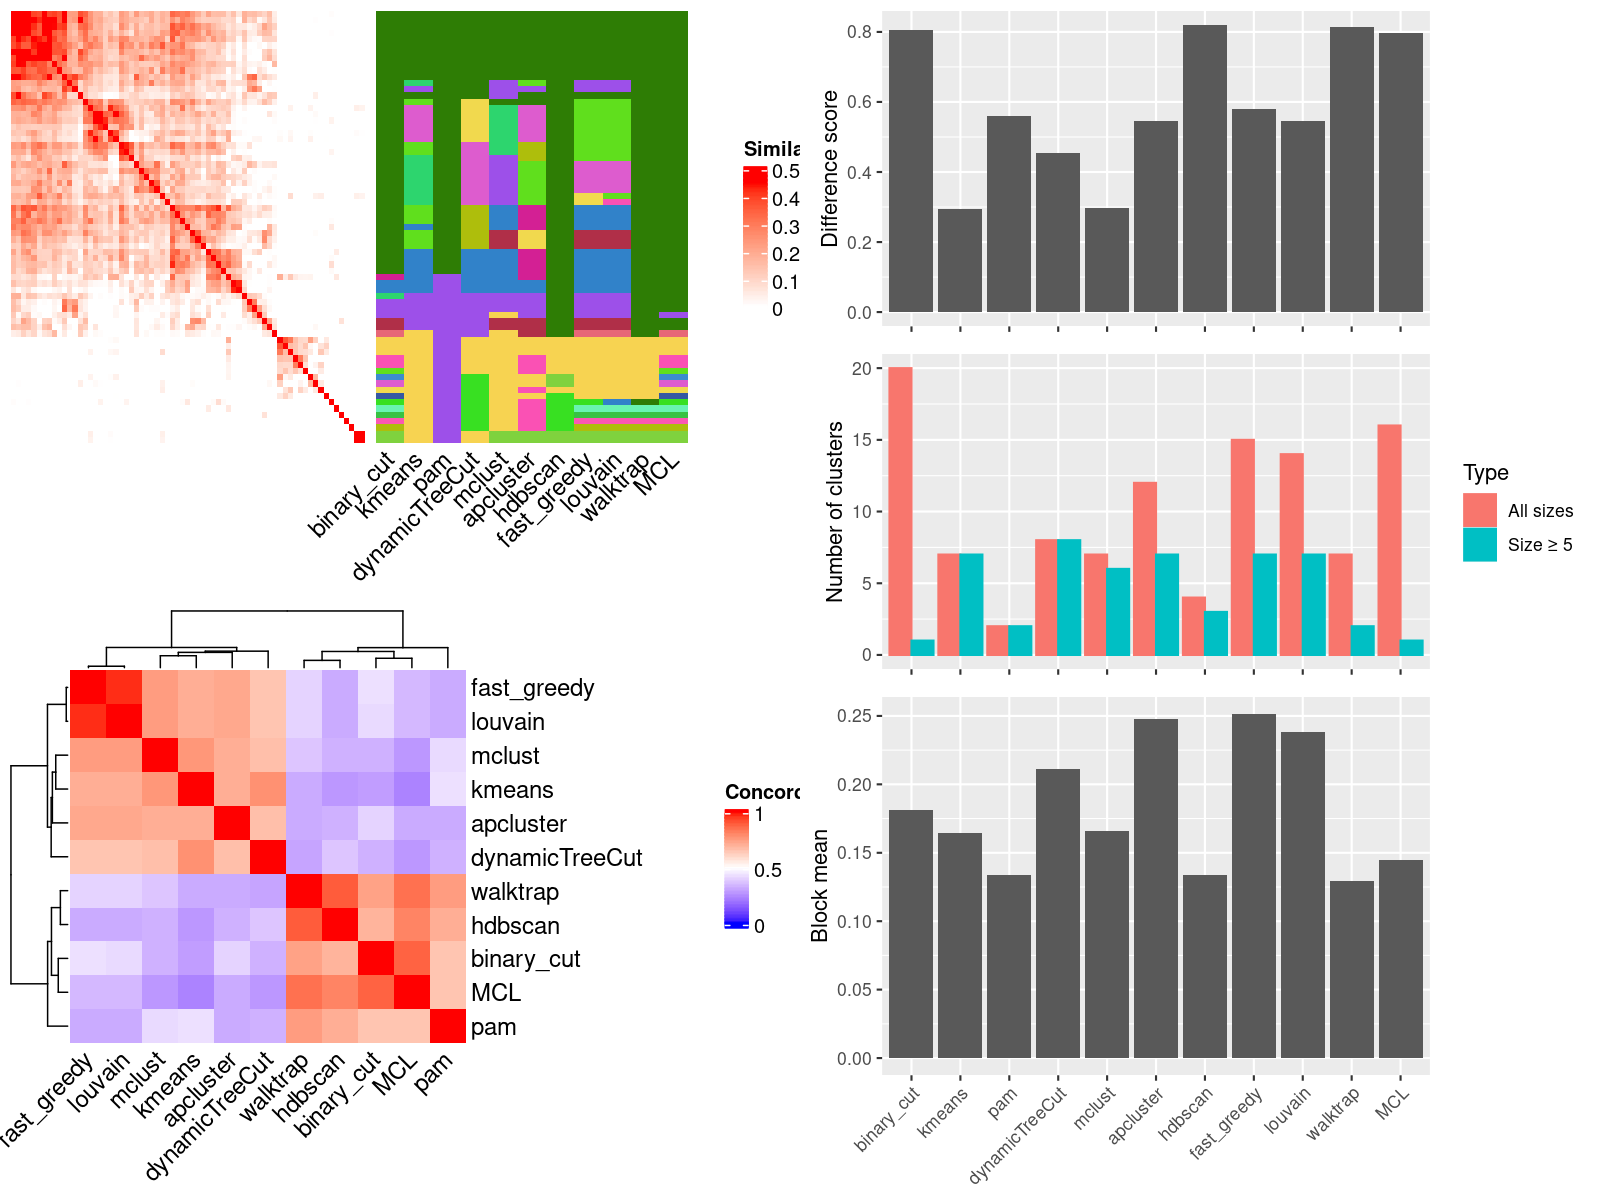 Simila
0.5
0.4
0.3
0.2
0.1
0
binary_cut
kmeans
pam
dynamicTreeCut
mclust
apcluster
hdbscan
fast_greedy
louvain
walktrap
MCL
fast_greedy
louvain
mclust
kmeans
apcluster
dynamicTreeCut
walktrap
hdbscan
binary_cut
MCL
pam
fast_greedy
louvain
mclust
kmeans
apcluster
dynamicTreeCut
walktrap
hdbscan
binary_cut
MCL
pam
Concord
1
0.5
0
Difference score
0.8
0.6
0.4
0.2
0.0
Number of clusters
20
15
10
5
0
Type
All sizes
Size ≥ 5
Block mean
0.25
0.20
0.15
0.10
0.05
0.00
binary_cut
kmeans
pam
dynamicTreeCut
mclust
apcluster
hdbscan
fast_greedy
louvain
walktrap
MCL